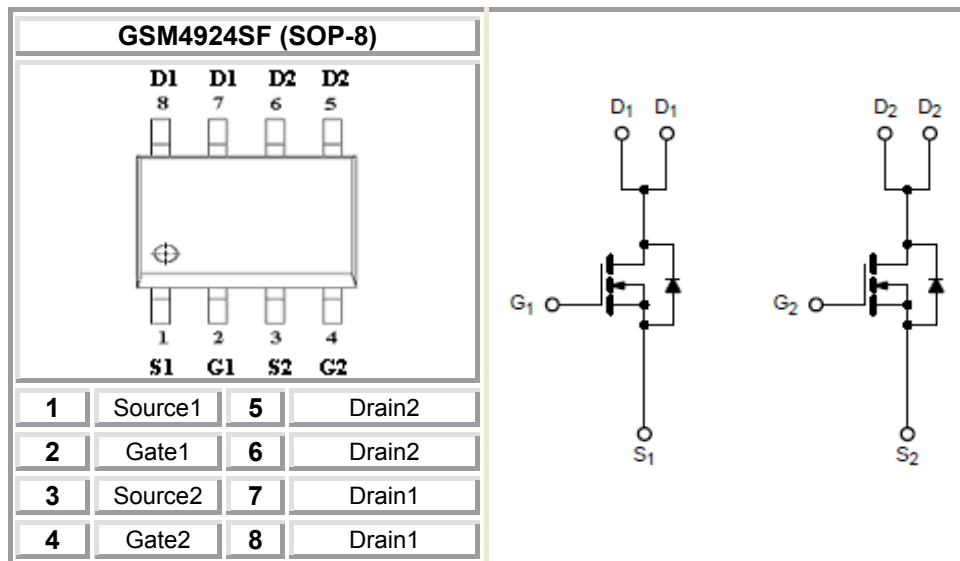 GSM4924SF (SOP-8)
D1 D1 D2 D2
8 7 6 5
1 2 3 4
S1 G1 S2 G2
1 Source1 5 Drain2
2 Gate1 6 Drain2
3 Source2 7 Drain1
4 Gate2 8 Drain1
D1 D1 D2 D2
G1 G2
S1 S2